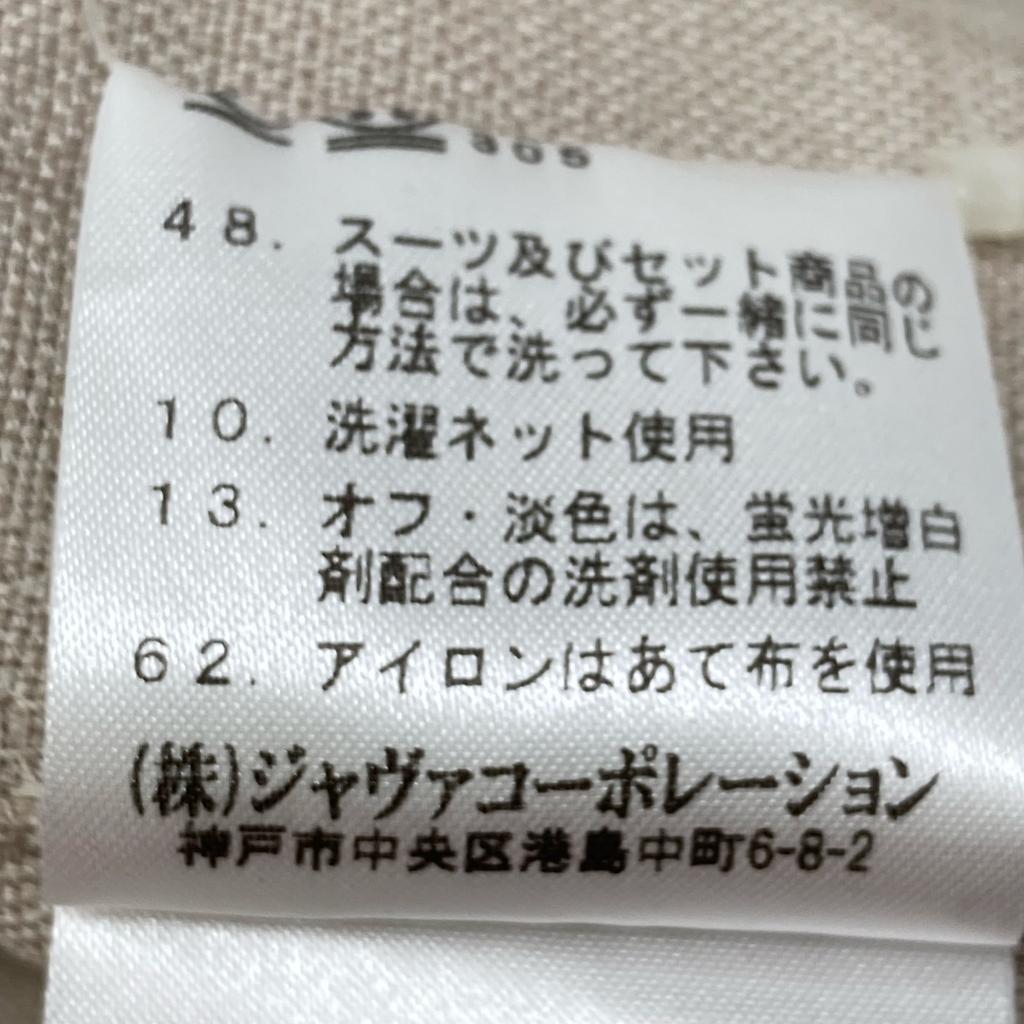 48. スーツ及びセット商品の
場合は、必ず一緒に同じ
方法で洗って下さい。
10. 洗濯ネット使用
13. オフ・淡色は、蛍光増白
剤配合の洗剤使用禁止
62. アイロンはあて布を使用
(株)ジャヴァコーポレーション
神戸市中央区港島中町6-8-2